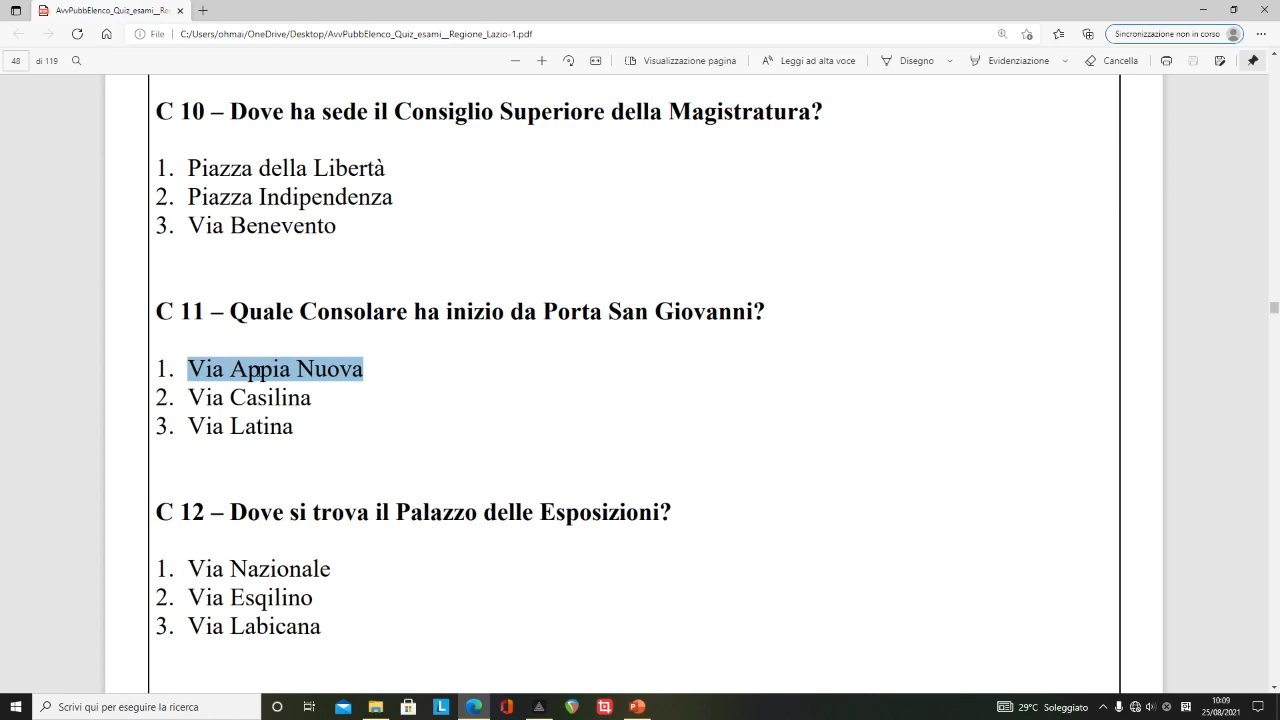 AvvPubbElenco_Quiz_esami__Re
File
C:/Users/ohmai/OneDrive/Desktop/AvvPubbElenco_Quiz_esami__Regione_Lazio-1.pdf
Sincronizzazione non in corso
48
di 119
Visualizzazione pagina
Leggi ad alta voce
Disegno
Evidenziazione
Cancella
C 10 – Dove ha sede il Consiglio Superiore della Magistratura?
1. Piazza della Libertà
2. Piazza Indipendenza
3. Via Benevento
C 11 – Quale Consolare ha inizio da Porta San Giovanni?
1. Via Appia Nuova
2. Via Casilina
3. Via Latina
C 12 – Dove si trova il Palazzo delle Esposizioni?
1. Via Nazionale
2. Via Esqilino
3. Via Labicana
Scrivi qui per eseguire la ricerca
29°C Soleggiato
10:09
25/08/2021